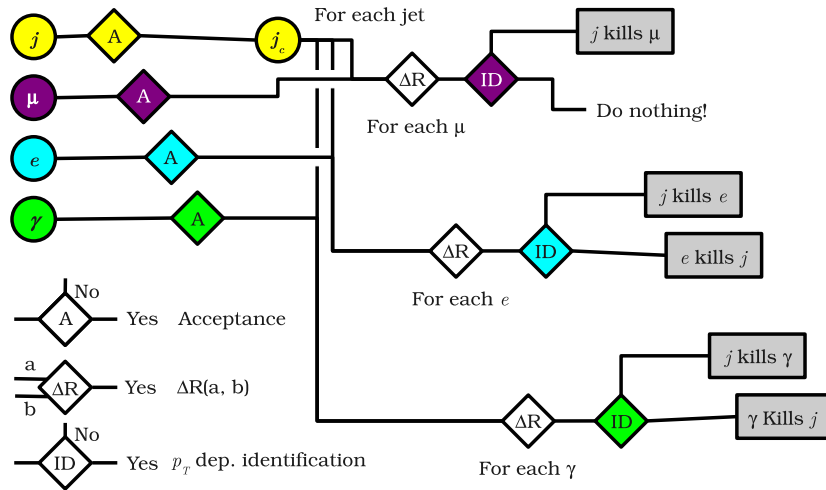 For each jet
j
A
j_c
j kills μ
μ
A
ΔR
ID
Do nothing!
For each μ
e
A
γ
A
j kills e
ΔR
ID
e kills j
For each e
No
A
Yes Acceptance
a
b
ΔR
Yes ΔR(a, b)
No
ID
Yes p_T dep. identification
j kills γ
ΔR
ID
γ Kills j
For each γ